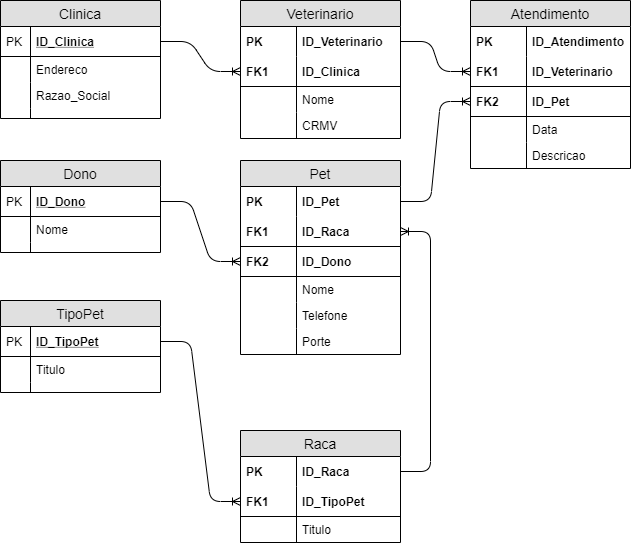 Clinica
PK ID_Clinica
Endereco
Razao_Social
Veterinario
PK ID_Veterinario
FK1 ID_Clinica
Nome
CRMV
Atendimento
PK ID_Atendimento
FK1 ID_Veterinario
FK2 ID_Pet
Data
Descricao
Dono
PK ID_Dono
Nome
Pet
PK ID_Pet
FK1 ID_Raca
FK2 ID_Dono
Nome
Telefone
Porte
TipoPet
PK ID_TipoPet
Titulo
Raca
PK ID_Raca
FK1 ID_TipoPet
Titulo